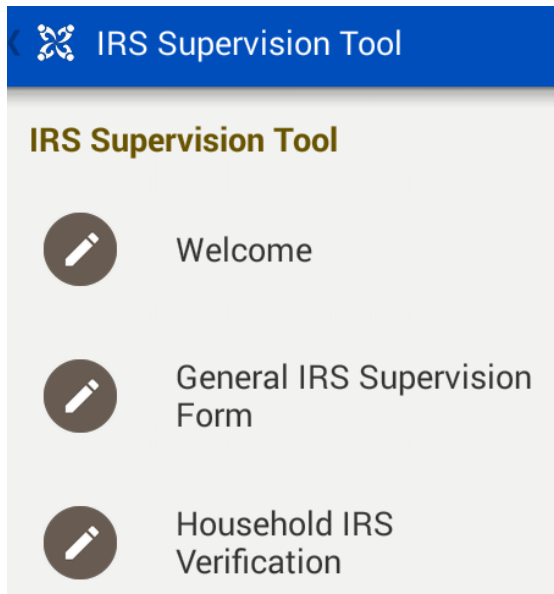 IRS Supervision Tool
IRS Supervision Tool
Welcome
General IRS Supervision
Form
Household IRS
Verification